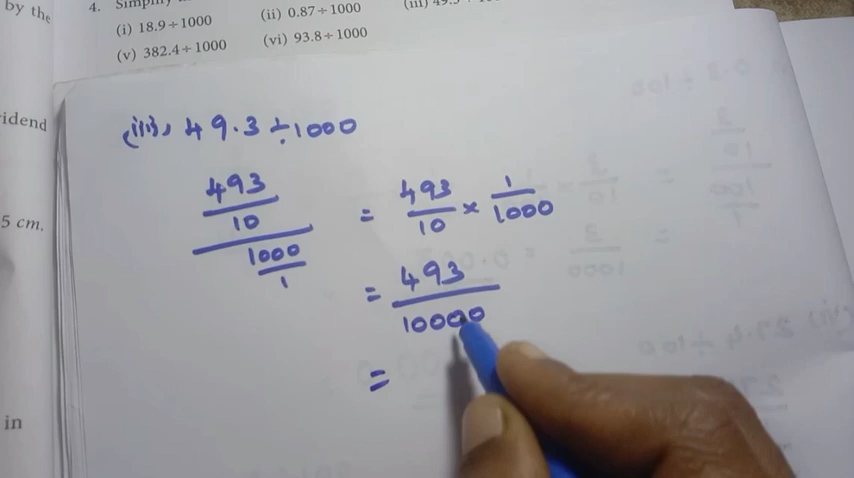 by the
4. Simplify
(i) 18.9÷1000 (ii) 0.87÷1000
(v) 382.4÷1000 (vi) 93.8÷1000
idend
5 cm.
in
(iii) 49.3÷1000
493/10 / 1000/1 = 493/10 × 1/1000
= 493/10000
=